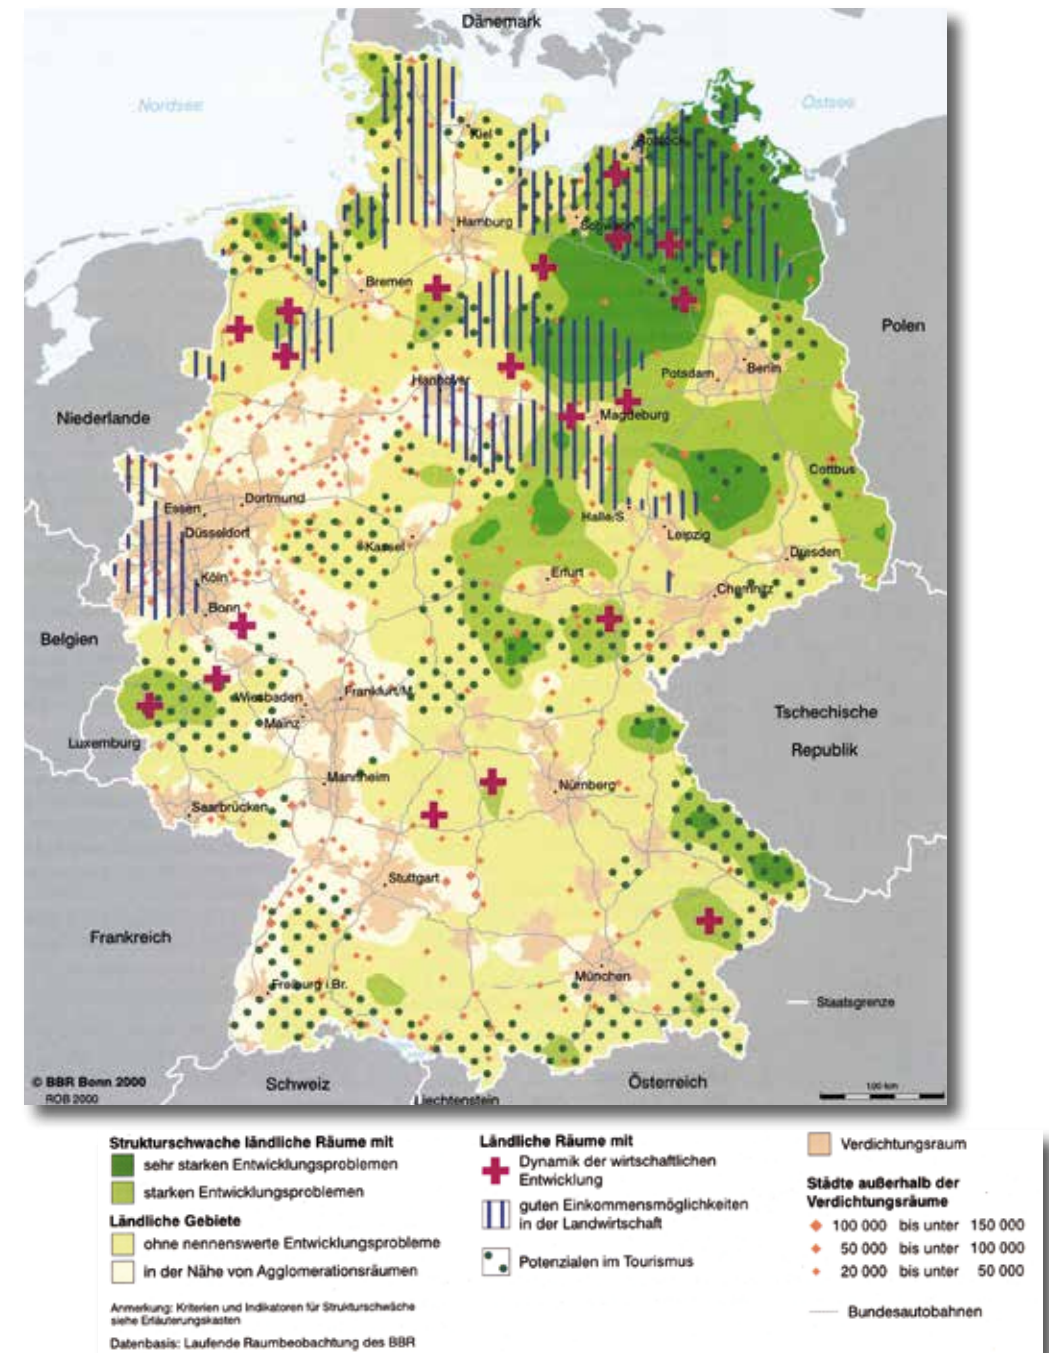 Dänemark
Nordsee
Ostsee
Kiel
Rostock
Hamburg
Schwerin
Bremen
Polen
Potsdam
Berlin
Hannover
Magdeburg
Niederlande
Cottbus
Essen
Dortmund
Halle/S.
Düsseldorf
Leipzig
Kassel
Dresden
Köln
Erfurt
Chemnitz
Bonn
Belgien
Wiesbaden
Frankfurt/M.
Mainz
Tschechische
Republik
Luxemburg
Mannheim
Nürnberg
Saarbrücken
Stuttgart
Frankreich
München
Freiburg i.Br.
Staatsgrenze
© BBR Bonn 2000
ROB 2000
Schweiz
Österreich
Liechtenstein
100 km
Strukturschwache ländliche Räume mit
sehr starken Entwicklungsproblemen
starken Entwicklungsproblemen
Ländliche Gebiete
ohne nennenswerte Entwicklungsprobleme
in der Nähe von Agglomerationsräumen
Anmerkung: Kriterien und Indikatoren für Strukturschwäche
siehe Erläuterungskasten
Datenbasis: Laufende Raumbeobachtung des BBR
Ländliche Räume mit
Dynamik der wirtschaftlichen
Entwicklung
guten Einkommensmöglichkeiten
in der Landwirtschaft
Potenzialen im Tourismus
Verdichtungsraum
Städte außerhalb der
Verdichtungsräume
100 000 bis unter 150 000
50 000 bis unter 100 000
20 000 bis unter 50 000
Bundesautobahnen